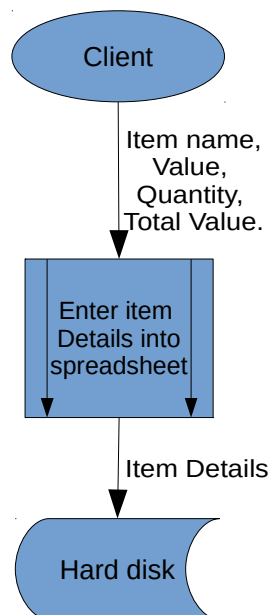 Client
Item name,
Value,
Quantity,
Total Value.
Enter item
Details into
spreadsheet
Item Details
Hard disk